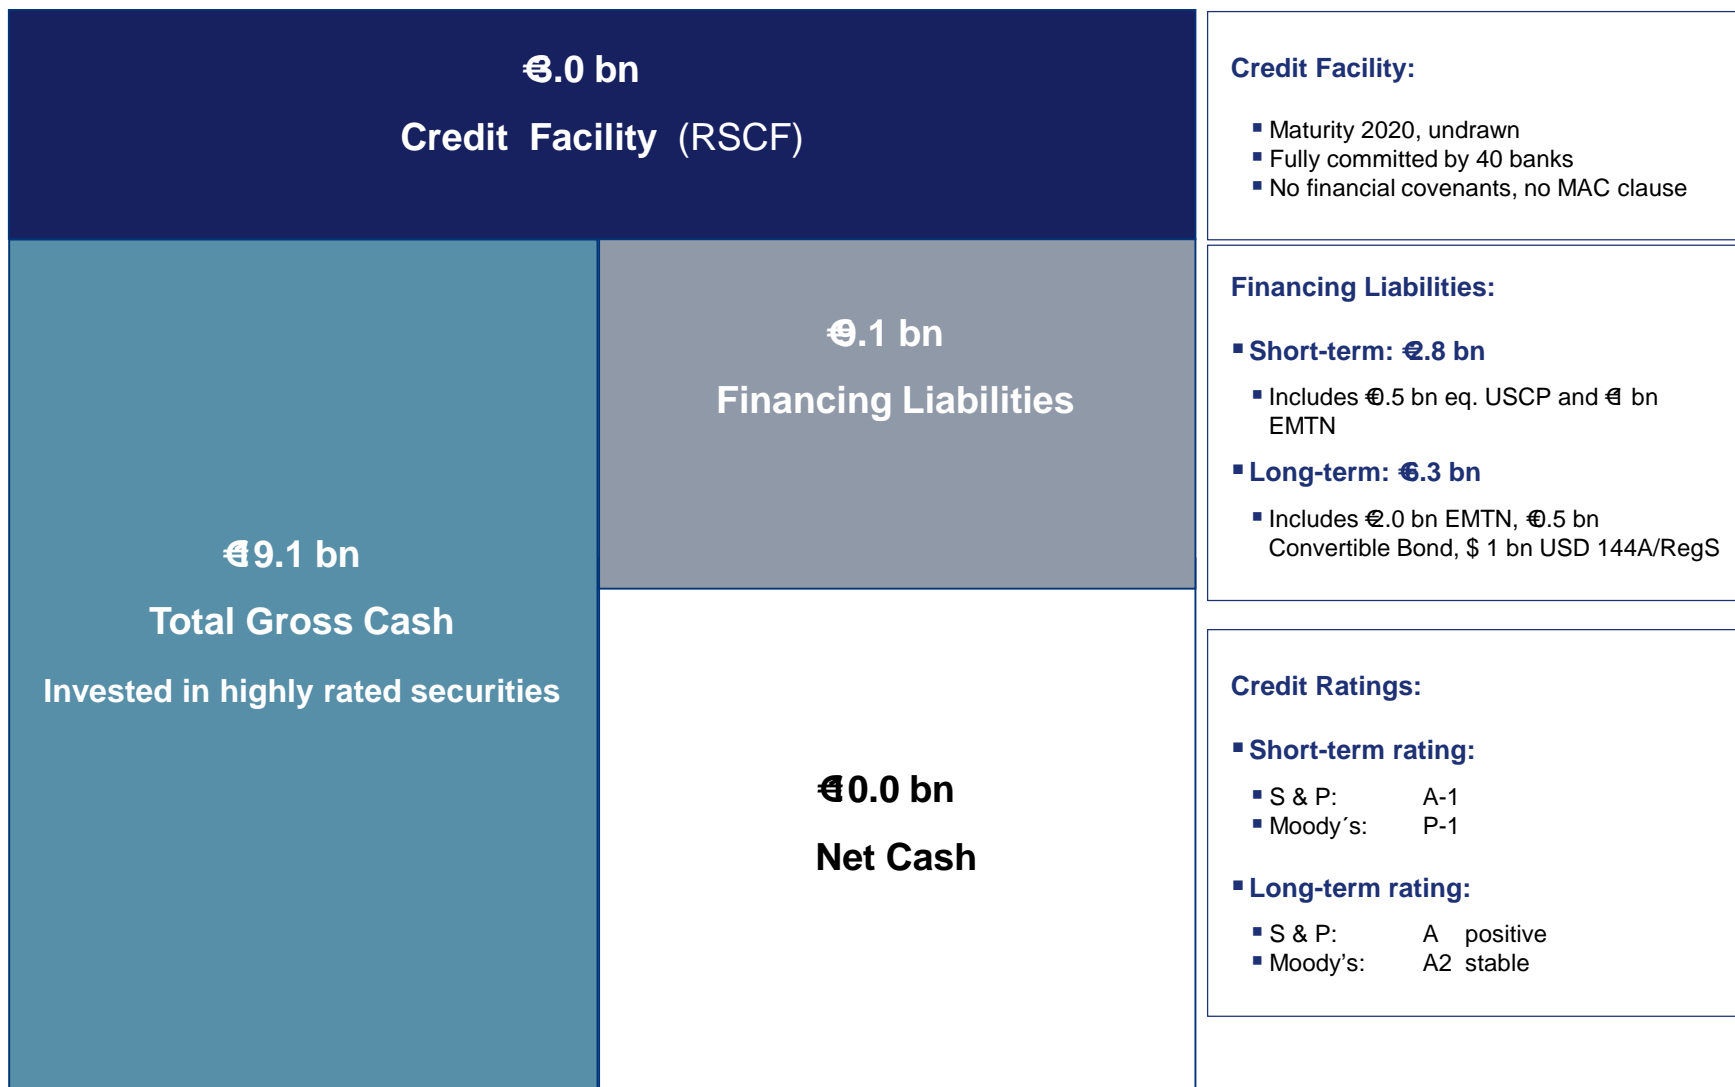 €3.0 bn
Credit Facility (RSCF)
€19.1 bn
Total Gross Cash
Invested in highly rated securities
€9.1 bn
Financing Liabilities
€10.0 bn
Net Cash
Credit Facility:
▪ Maturity 2020, undrawn
▪ Fully committed by 40 banks
▪ No financial covenants, no MAC clause
Financing Liabilities:
▪ Short-term: €2.8 bn
▪ Includes €0.5 bn eq. USCP and €1 bn
EMTN
▪ Long-term: €6.3 bn
▪ Includes €2.0 bn EMTN, €0.5 bn
Convertible Bond, $ 1 bn USD 144A/RegS
Credit Ratings:
▪ Short-term rating:
▪ S & P: A-1
▪ Moody´s: P-1
▪ Long-term rating:
▪ S & P: A positive
▪ Moody’s: A2 stable